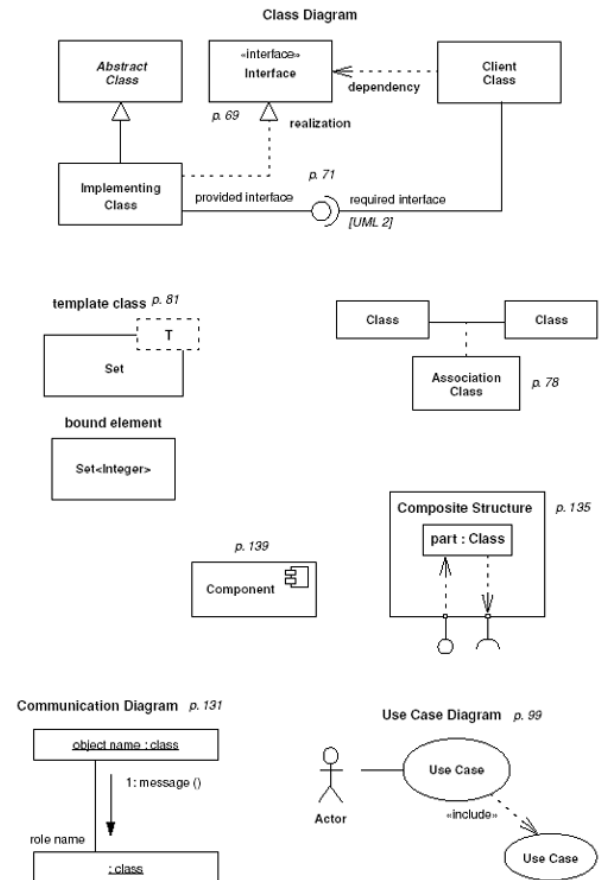 Class Diagram
Abstract
Class
«interface»
Interface
Client
Class
dependency
p. 69
realization
Implementing
Class
p. 71
provided interface
required interface
[UML 2]
template class
p. 81
T
Set
Class
Class
Association
Class
p. 78
bound element
Set<Integer>
Composite Structure
p. 135
part : Class
p. 139
Component
Communication Diagram
p. 131
object name : class
1: message ()
role name
: class
Use Case Diagram
p. 99
Use Case
Actor
«include»
Use Case